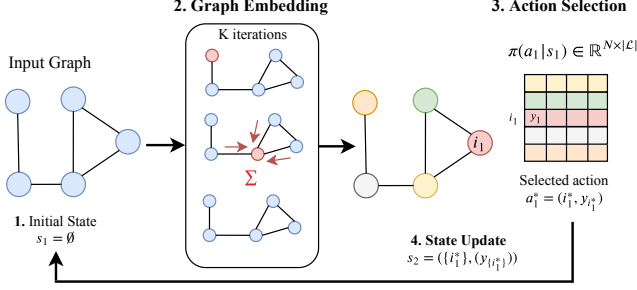 2. Graph Embedding
3. Action Selection
K iterations
Input Graph
π(a₁|s₁) ∈ ℝ^{N×|ℒ|}
i₁
i₁ y₁
Σ
Selected action
a₁* = (i₁*, y_{i₁*})
1. Initial State
s₁ = ∅
4. State Update
s₂ = ({i₁*}, (y_{{i₁*}}))